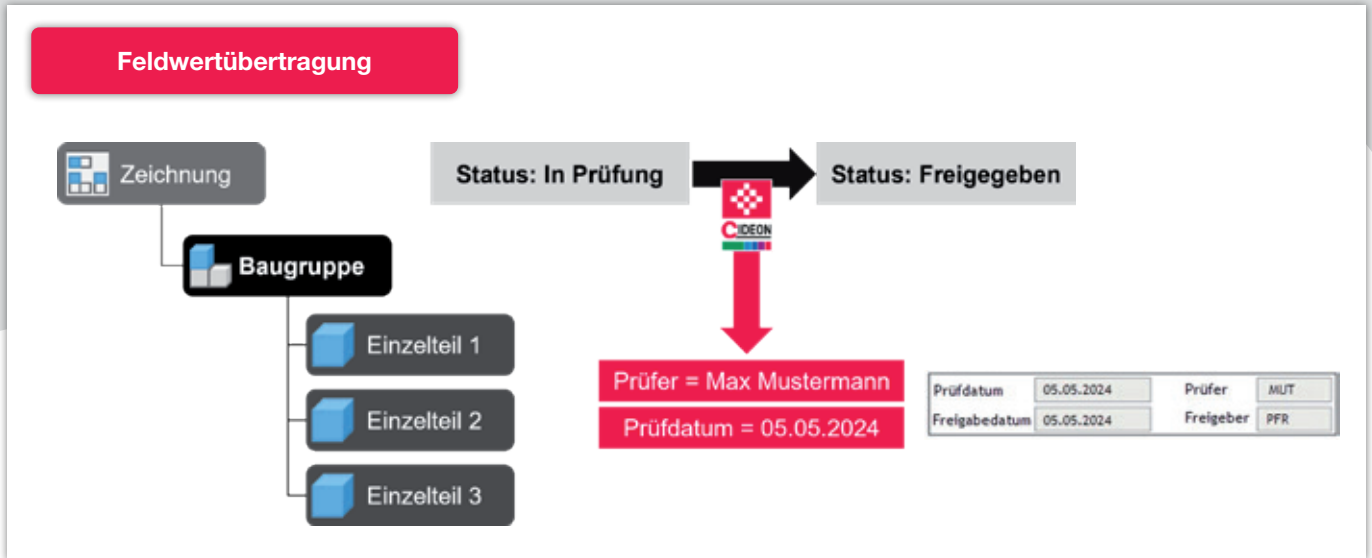 Feldwertübertragung
Zeichnung
Baugruppe
Einzelteil 1
Einzelteil 2
Einzelteil 3
Status: In Prüfung
Status: Freigegeben
CIDEON
Prüfer = Max Mustermann
Prüfdatum = 05.05.2024
Prüfdatum 05.05.2024 Prüfer MUT
Freigabedatum 05.05.2024 Freigeber PFR